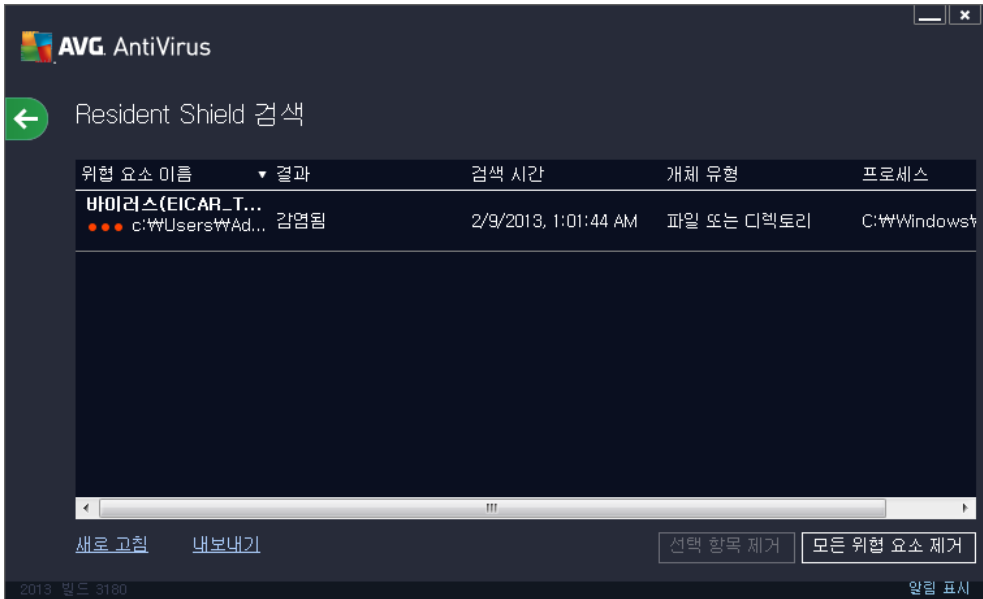 AVG. AntiVirus
Resident Shield 검색
위협 요소 이름 ▼ 결과 검색 시간 개체 유형 프로세스
바이러스(EICAR_T...
c:₩Users₩Ad... 감염됨 2/9/2013, 1:01:44 AM 파일 또는 디렉토리 C:₩Windows₩
새로 고침 내보내기 선택 항목 제거 모든 위협 요소 제거
2013 빌드 3180 알림 표시